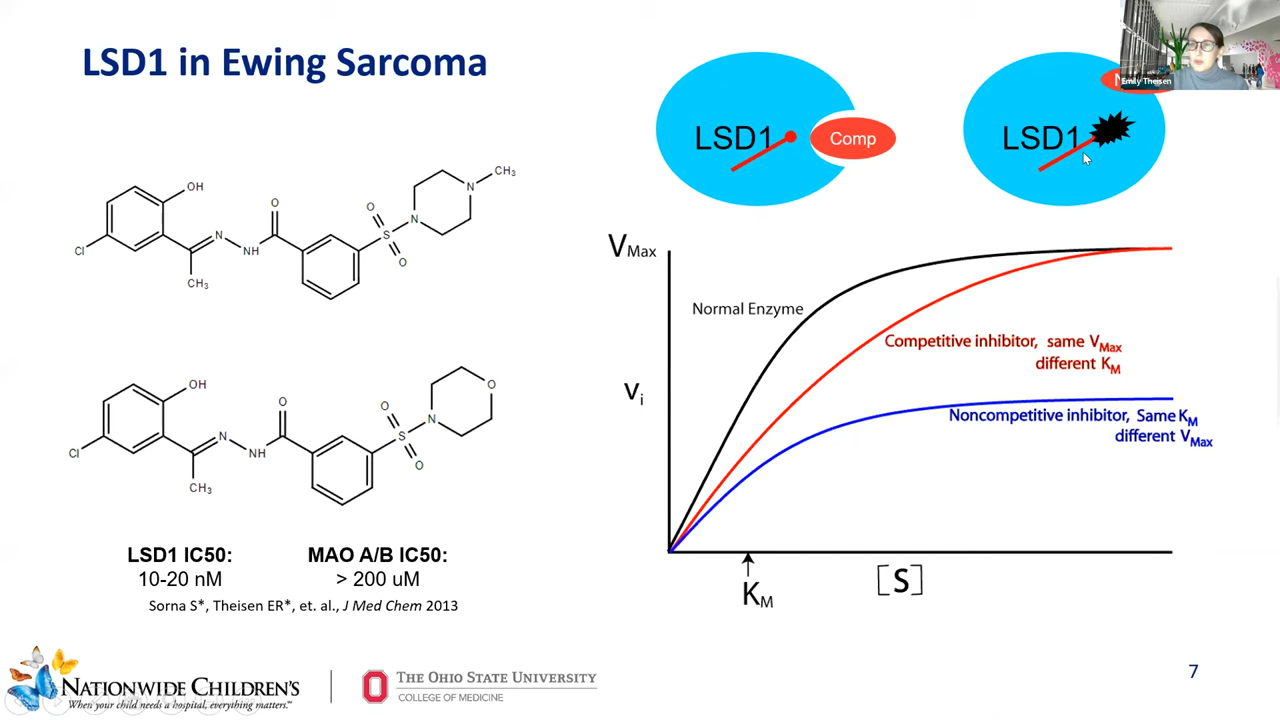 LSD1 in Ewing Sarcoma
OH
Cl
N
NH
CH3
O
S
O
O
N
N
CH3
OH
Cl
N
NH
CH3
O
S
O
O
N
O
LSD1 IC50:
10-20 nM
MAO A/B IC50:
> 200 uM
Sorna S*, Theisen ER*, et. al., J Med Chem 2013
LSD1
Comp
LSD1
Emily Theisen
VMax
Normal Enzyme
Competitive inhibitor, same VMax
different KM
vi
Noncompetitive inhibitor, Same KM
different VMax
KM
[S]
NATIONWIDE CHILDREN'S
When your child needs a hospital, everything matters.™
THE OHIO STATE UNIVERSITY
COLLEGE OF MEDICINE
7